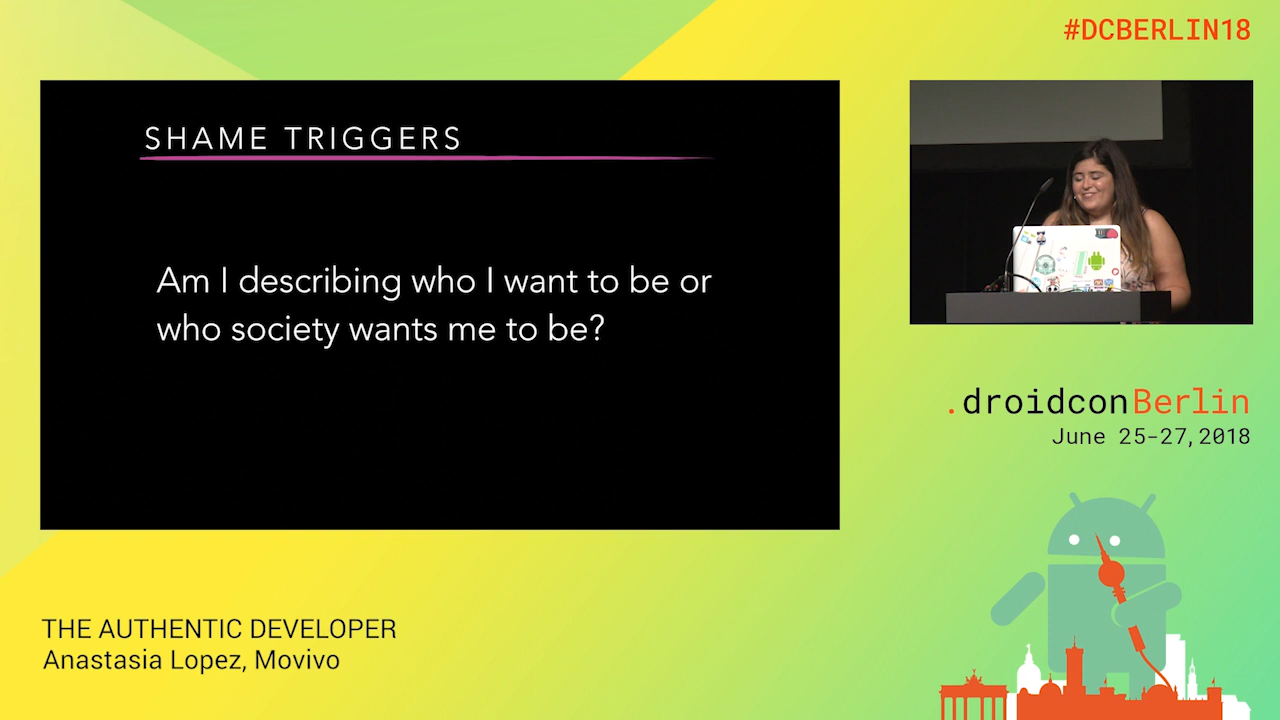 #DCBERLIN18
SHAME TRIGGERS
Am I describing who I want to be or
who society wants me to be?
.droidconBerlin
June 25-27, 2018
THE AUTHENTIC DEVELOPER
Anastasia Lopez, Movivo